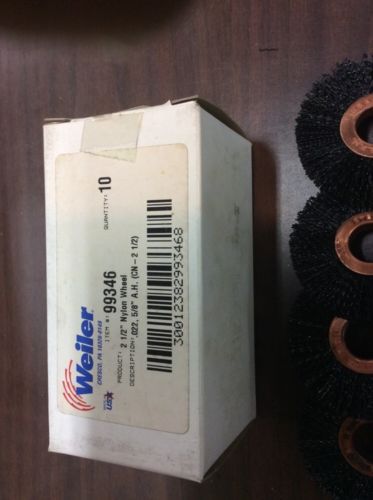 Weiler
CRESCO, PA 18326-0149
ITEM #: 99346
QUANTITY: 10
PRODUCT: 2 1/2" Nylon Wheel
DESCRIPTION: .022, 5/8" A.H. (CN - 2 1/2)
30012382993468
USA